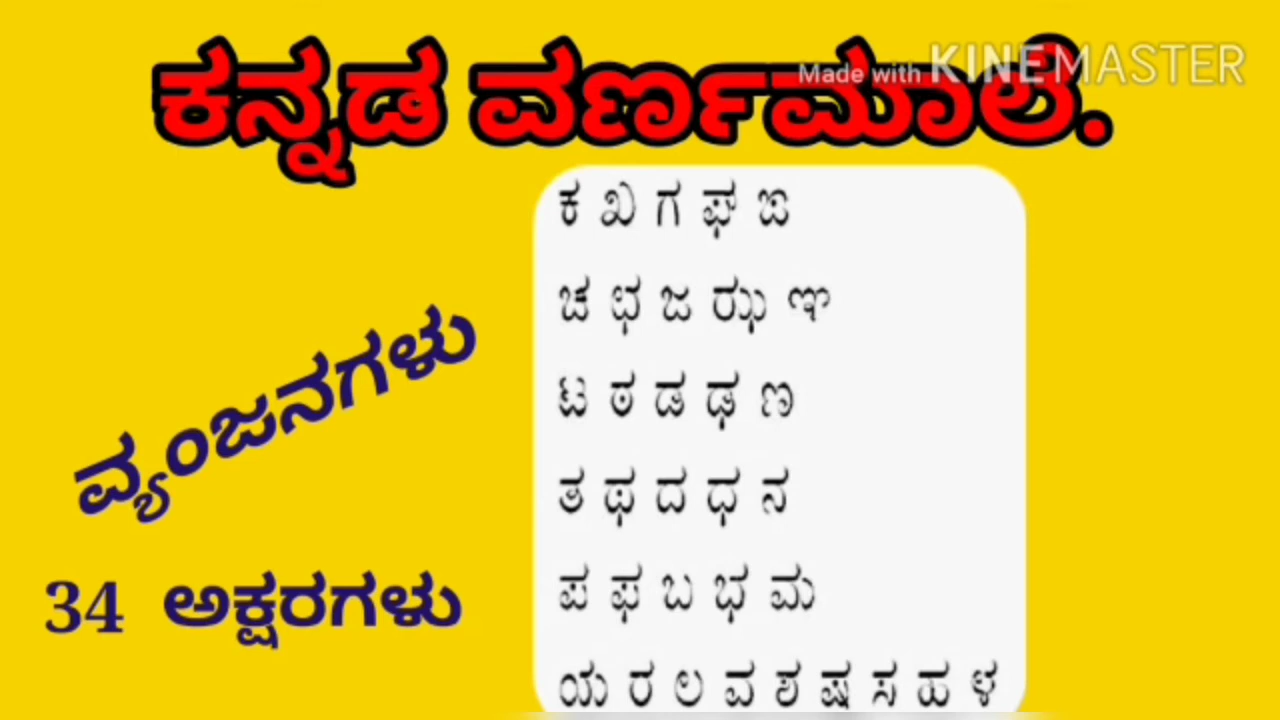 ಕನ್ನಡ ವರ್ಣಮಾಲೆ.
Made with KINEMASTER
ವ್ಯಂಜನಗಳು
34 ಅಕ್ಷರಗಳು
ಕ ಖ ಗ ಘ ಙ
ಚ ಛ ಜ ಝ ಞ
ಟ ಠ ಡ ಢ ಣ
ತ ಥ ದ ಧ ನ
ಪ ಫ ಬ ಭ ಮ
ಯ ರ ಲ ವ ಶ ಷ ಸ ಹ ಳ